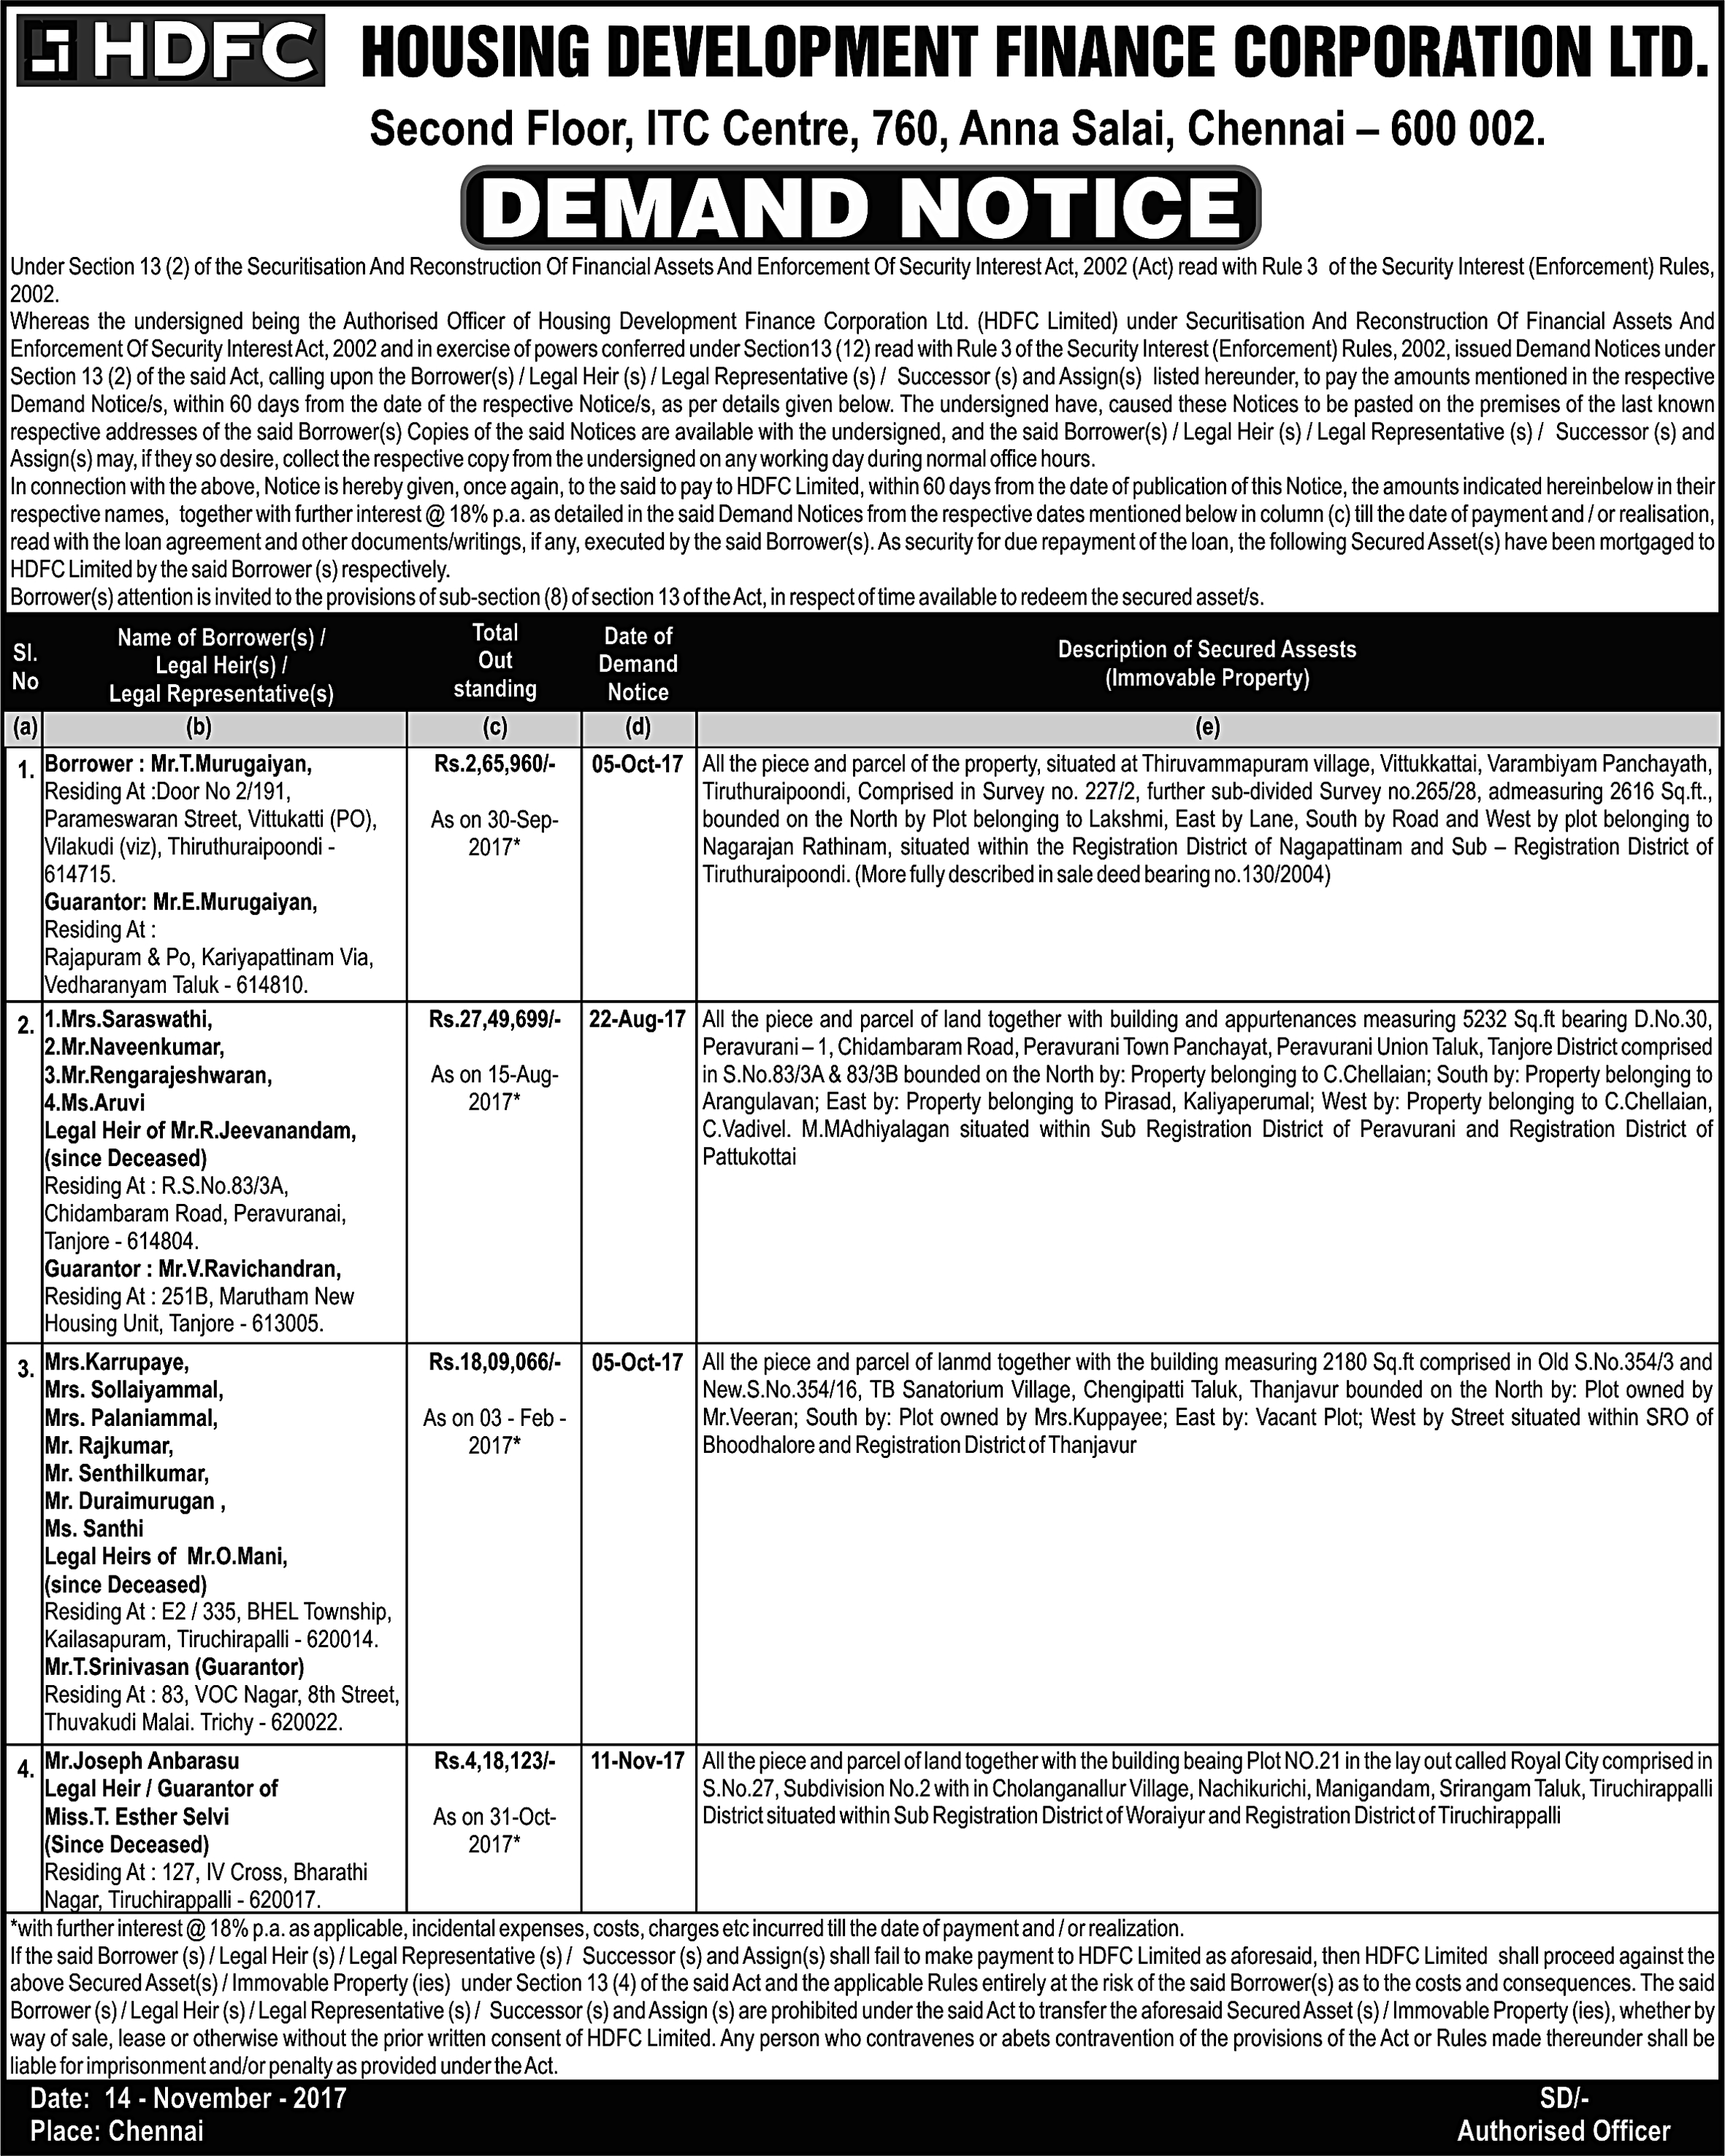 HDFC HOUSING DEVELOPMENT FINANCE CORPORATION LTD.
Second Floor, ITC Centre, 760, Anna Salai, Chennai – 600 002.
DEMAND NOTICE
Under Section 13 (2) of the Securitisation And Reconstruction Of Financial Assets And Enforcement Of Security Interest Act, 2002 (Act) read with Rule 3 of the Security Interest (Enforcement) Rules,
2002.
Whereas the undersigned being the Authorised Officer of Housing Development Finance Corporation Ltd. (HDFC Limited) under Securitisation And Reconstruction Of Financial Assets And
Enforcement Of Security Interest Act, 2002 and in exercise of powers conferred under Section13 (12) read with Rule 3 of the Security Interest (Enforcement) Rules, 2002, issued Demand Notices under
Section 13 (2) of the said Act, calling upon the Borrower(s) / Legal Heir (s) / Legal Representative (s) / Successor (s) and Assign(s) listed hereunder, to pay the amounts mentioned in the respective
Demand Notice/s, within 60 days from the date of the respective Notice/s, as per details given below. The undersigned have, caused these Notices to be pasted on the premises of the last known
respective addresses of the said Borrower(s) Copies of the said Notices are available with the undersigned, and the said Borrower(s) / Legal Heir (s) / Legal Representative (s) / Successor (s) and
Assign(s) may, if they so desire, collect the respective copy from the undersigned on any working day during normal office hours.
In connection with the above, Notice is hereby given, once again, to the said to pay to HDFC Limited, within 60 days from the date of publication of this Notice, the amounts indicated hereinbelow in their
respective names, together with further interest @ 18% p.a. as detailed in the said Demand Notices from the respective dates mentioned below in column (c) till the date of payment and / or realisation,
read with the loan agreement and other documents/writings, if any, executed by the said Borrower(s). As security for due repayment of the loan, the following Secured Asset(s) have been mortgaged to
HDFC Limited by the said Borrower (s) respectively.
Borrower(s) attention is invited to the provisions of sub-section (8) of section 13 of the Act, in respect of time available to redeem the secured asset/s.
Sl.
No
Name of Borrower(s) /
Legal Heir(s) /
Legal Representative(s)
Total
Out
standing
Date of
Demand
Notice
Description of Secured Assests
(Immovable Property)
(a) (b) (c) (d) (e)
1.
Borrower : Mr.T.Murugaiyan,
Residing At :Door No 2/191,
Parameswaran Street, Vittukatti (PO),
Vilakudi (viz), Thiruthuraipoondi -
614715.
Guarantor: Mr.E.Murugaiyan,
Residing At :
Rajapuram & Po, Kariyapattinam Via,
Vedharanyam Taluk - 614810.
Rs.2,65,960/-
As on 30-Sep-
2017*
05-Oct-17
All the piece and parcel of the property, situated at Thiruvammapuram village, Vittukkattai, Varambiyam Panchayath,
Tiruthuraipoondi, Comprised in Survey no. 227/2, further sub-divided Survey no.265/28, admeasuring 2616 Sq.ft.,
bounded on the North by Plot belonging to Lakshmi, East by Lane, South by Road and West by plot belonging to
Nagarajan Rathinam, situated within the Registration District of Nagapattinam and Sub – Registration District of
Tiruthuraipoondi. (More fully described in sale deed bearing no.130/2004)
2.
1.Mrs.Saraswathi,
2.Mr.Naveenkumar,
3.Mr.Rengarajeshwaran,
4.Ms.Aruvi
Legal Heir of Mr.R.Jeevanandam,
(since Deceased)
Residing At : R.S.No.83/3A,
Chidambaram Road, Peravuranai,
Tanjore - 614804.
Guarantor : Mr.V.Ravichandran,
Residing At : 251B, Marutham New
Housing Unit, Tanjore - 613005.
Rs.27,49,699/-
As on 15-Aug-
2017*
22-Aug-17
All the piece and parcel of land together with building and appurtenances measuring 5232 Sq.ft bearing D.No.30,
Peravurani – 1, Chidambaram Road, Peravurani Town Panchayat, Peravurani Union Taluk, Tanjore District comprised
in S.No.83/3A & 83/3B bounded on the North by: Property belonging to C.Chellaian; South by: Property belonging to
Arangulavan; East by: Property belonging to Pirasad, Kaliyaperumal; West by: Property belonging to C.Chellaian,
C.Vadivel. M.MAdhiyalagan situated within Sub Registration District of Peravurani and Registration District of
Pattukottai
3.
Mrs.Karrupaye,
Mrs. Sollaiyammal,
Mrs. Palaniammal,
Mr. Rajkumar,
Mr. Senthilkumar,
Mr. Duraimurugan ,
Ms. Santhi
Legal Heirs of Mr.O.Mani,
(since Deceased)
Residing At : E2 / 335, BHEL Township,
Kailasapuram, Tiruchirapalli - 620014.
Mr.T.Srinivasan (Guarantor)
Residing At : 83, VOC Nagar, 8th Street,
Thuvakudi Malai. Trichy - 620022.
Rs.18,09,066/-
As on 03 - Feb -
2017*
05-Oct-17
All the piece and parcel of lanmd together with the building measuring 2180 Sq.ft comprised in Old S.No.354/3 and
New.S.No.354/16, TB Sanatorium Village, Chengipatti Taluk, Thanjavur bounded on the North by: Plot owned by
Mr.Veeran; South by: Plot owned by Mrs.Kuppayee; East by: Vacant Plot; West by Street situated within SRO of
Bhoodhalore and Registration District of Thanjavur
4.
Mr.Joseph Anbarasu
Legal Heir / Guarantor of
Miss.T. Esther Selvi
(Since Deceased)
Residing At : 127, IV Cross, Bharathi
Nagar, Tiruchirappalli - 620017.
Rs.4,18,123/-
As on 31-Oct-
2017*
11-Nov-17
All the piece and parcel of land together with the building beaing Plot NO.21 in the lay out called Royal City comprised in
S.No.27, Subdivision No.2 with in Cholanganallur Village, Nachikurichi, Manigandam, Srirangam Taluk, Tiruchirappalli
District situated within Sub Registration District of Woraiyur and Registration District of Tiruchirappalli
*with further interest @ 18% p.a. as applicable, incidental expenses, costs, charges etc incurred till the date of payment and / or realization.
If the said Borrower (s) / Legal Heir (s) / Legal Representative (s) / Successor (s) and Assign(s) shall fail to make payment to HDFC Limited as aforesaid, then HDFC Limited shall proceed against the
above Secured Asset(s) / Immovable Property (ies) under Section 13 (4) of the said Act and the applicable Rules entirely at the risk of the said Borrower(s) as to the costs and consequences. The said
Borrower (s) / Legal Heir (s) / Legal Representative (s) / Successor (s) and Assign (s) are prohibited under the said Act to transfer the aforesaid Secured Asset (s) / Immovable Property (ies), whether by
way of sale, lease or otherwise without the prior written consent of HDFC Limited. Any person who contravenes or abets contravention of the provisions of the Act or Rules made thereunder shall be
liable for imprisonment and/or penalty as provided under the Act.
Date: 14 - November - 2017
Place: Chennai
SD/-
Authorised Officer